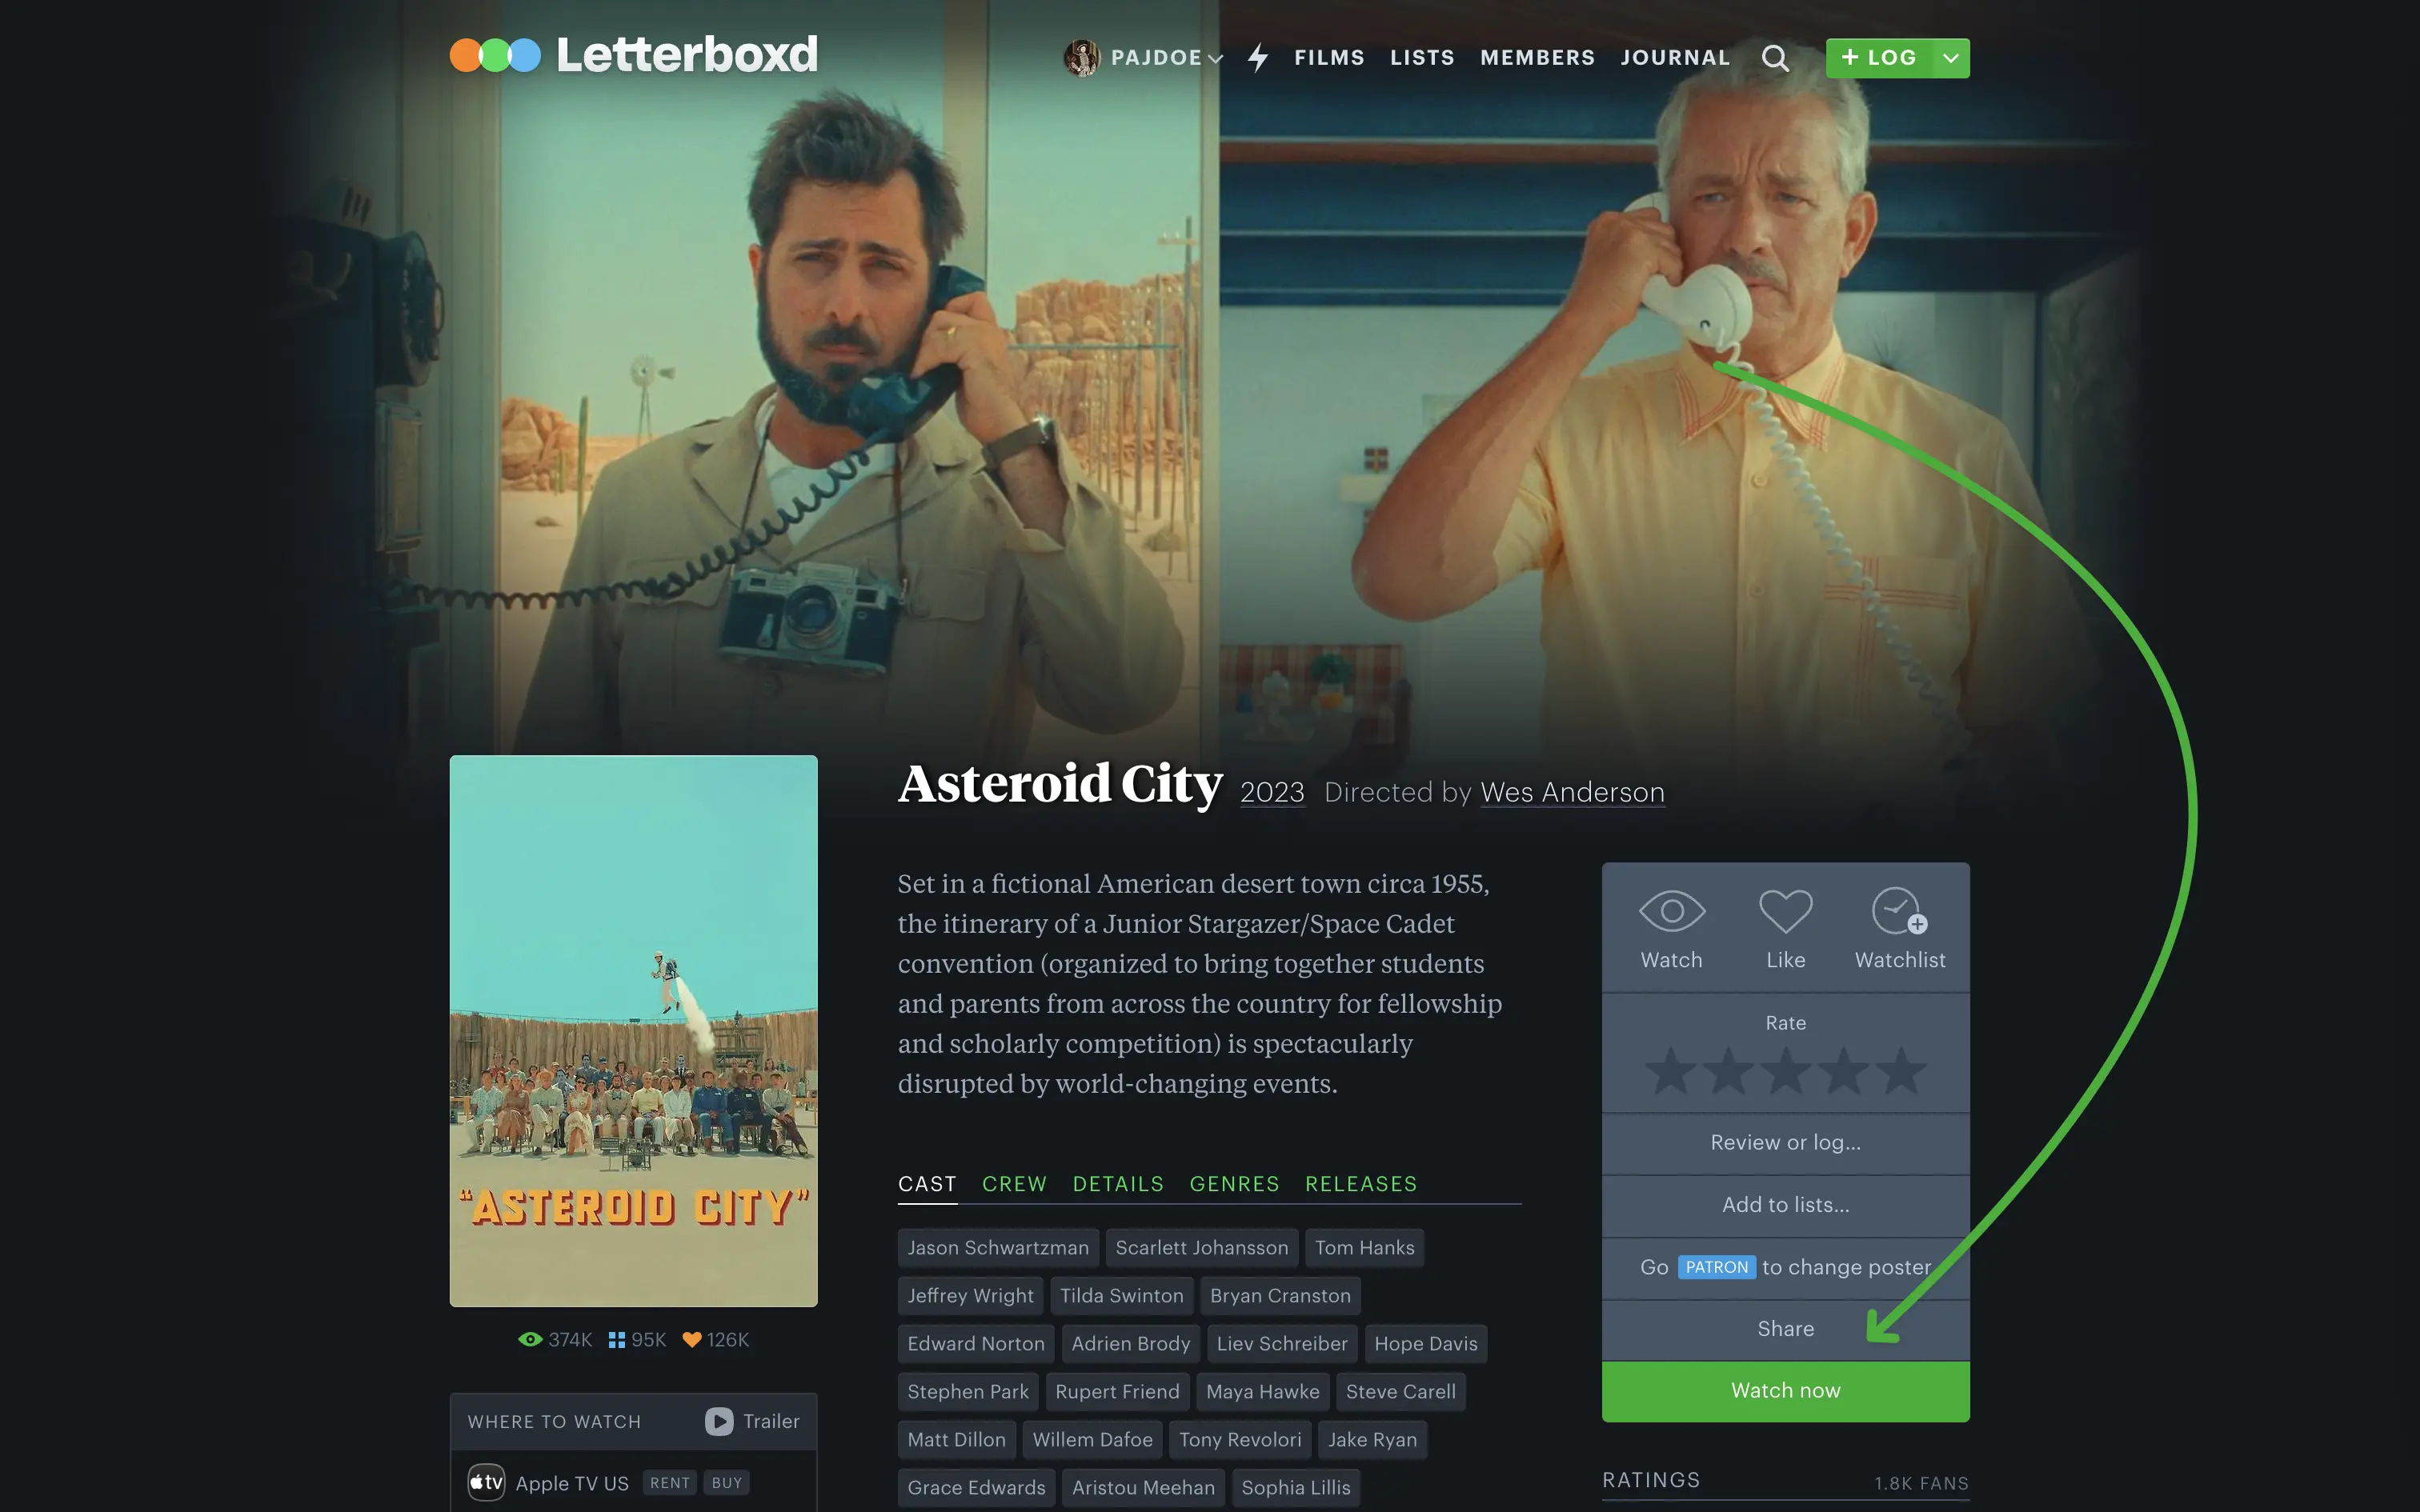 Letterboxd
PAJDOE FILMS LISTS MEMBERS JOURNAL + LOG
Asteroid City 2023 Directed by Wes Anderson
Set in a fictional American desert town circa 1955,
the itinerary of a Junior Stargazer/Space Cadet
convention (organized to bring together students
and parents from across the country for fellowship
and scholarly competition) is spectacularly
disrupted by world-changing events.
"ASTEROID CITY"
374K 95K 126K
WHERE TO WATCH Trailer
tv Apple TV US RENT BUY
CAST CREW DETAILS GENRES RELEASES
Jason Schwartzman Scarlett Johansson Tom Hanks
Jeffrey Wright Tilda Swinton Bryan Cranston
Edward Norton Adrien Brody Liev Schreiber Hope Davis
Stephen Park Rupert Friend Maya Hawke Steve Carell
Matt Dillon Willem Dafoe Tony Revolori Jake Ryan
Grace Edwards Aristou Meehan Sophia Lillis
Watch Like Watchlist
Rate
Review or log...
Add to lists...
Go PATRON to change poster
Share
Watch now
RATINGS 1.8K FANS